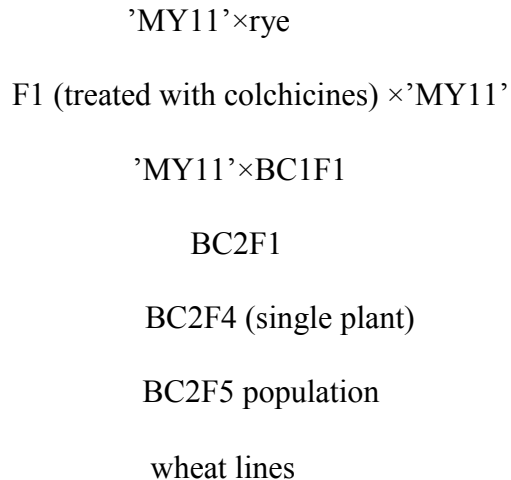 ’MY11’×rye
F1 (treated with colchicines) ×’MY11’
’MY11’×BC1F1
BC2F1
BC2F4 (single plant)
BC2F5 population
wheat lines